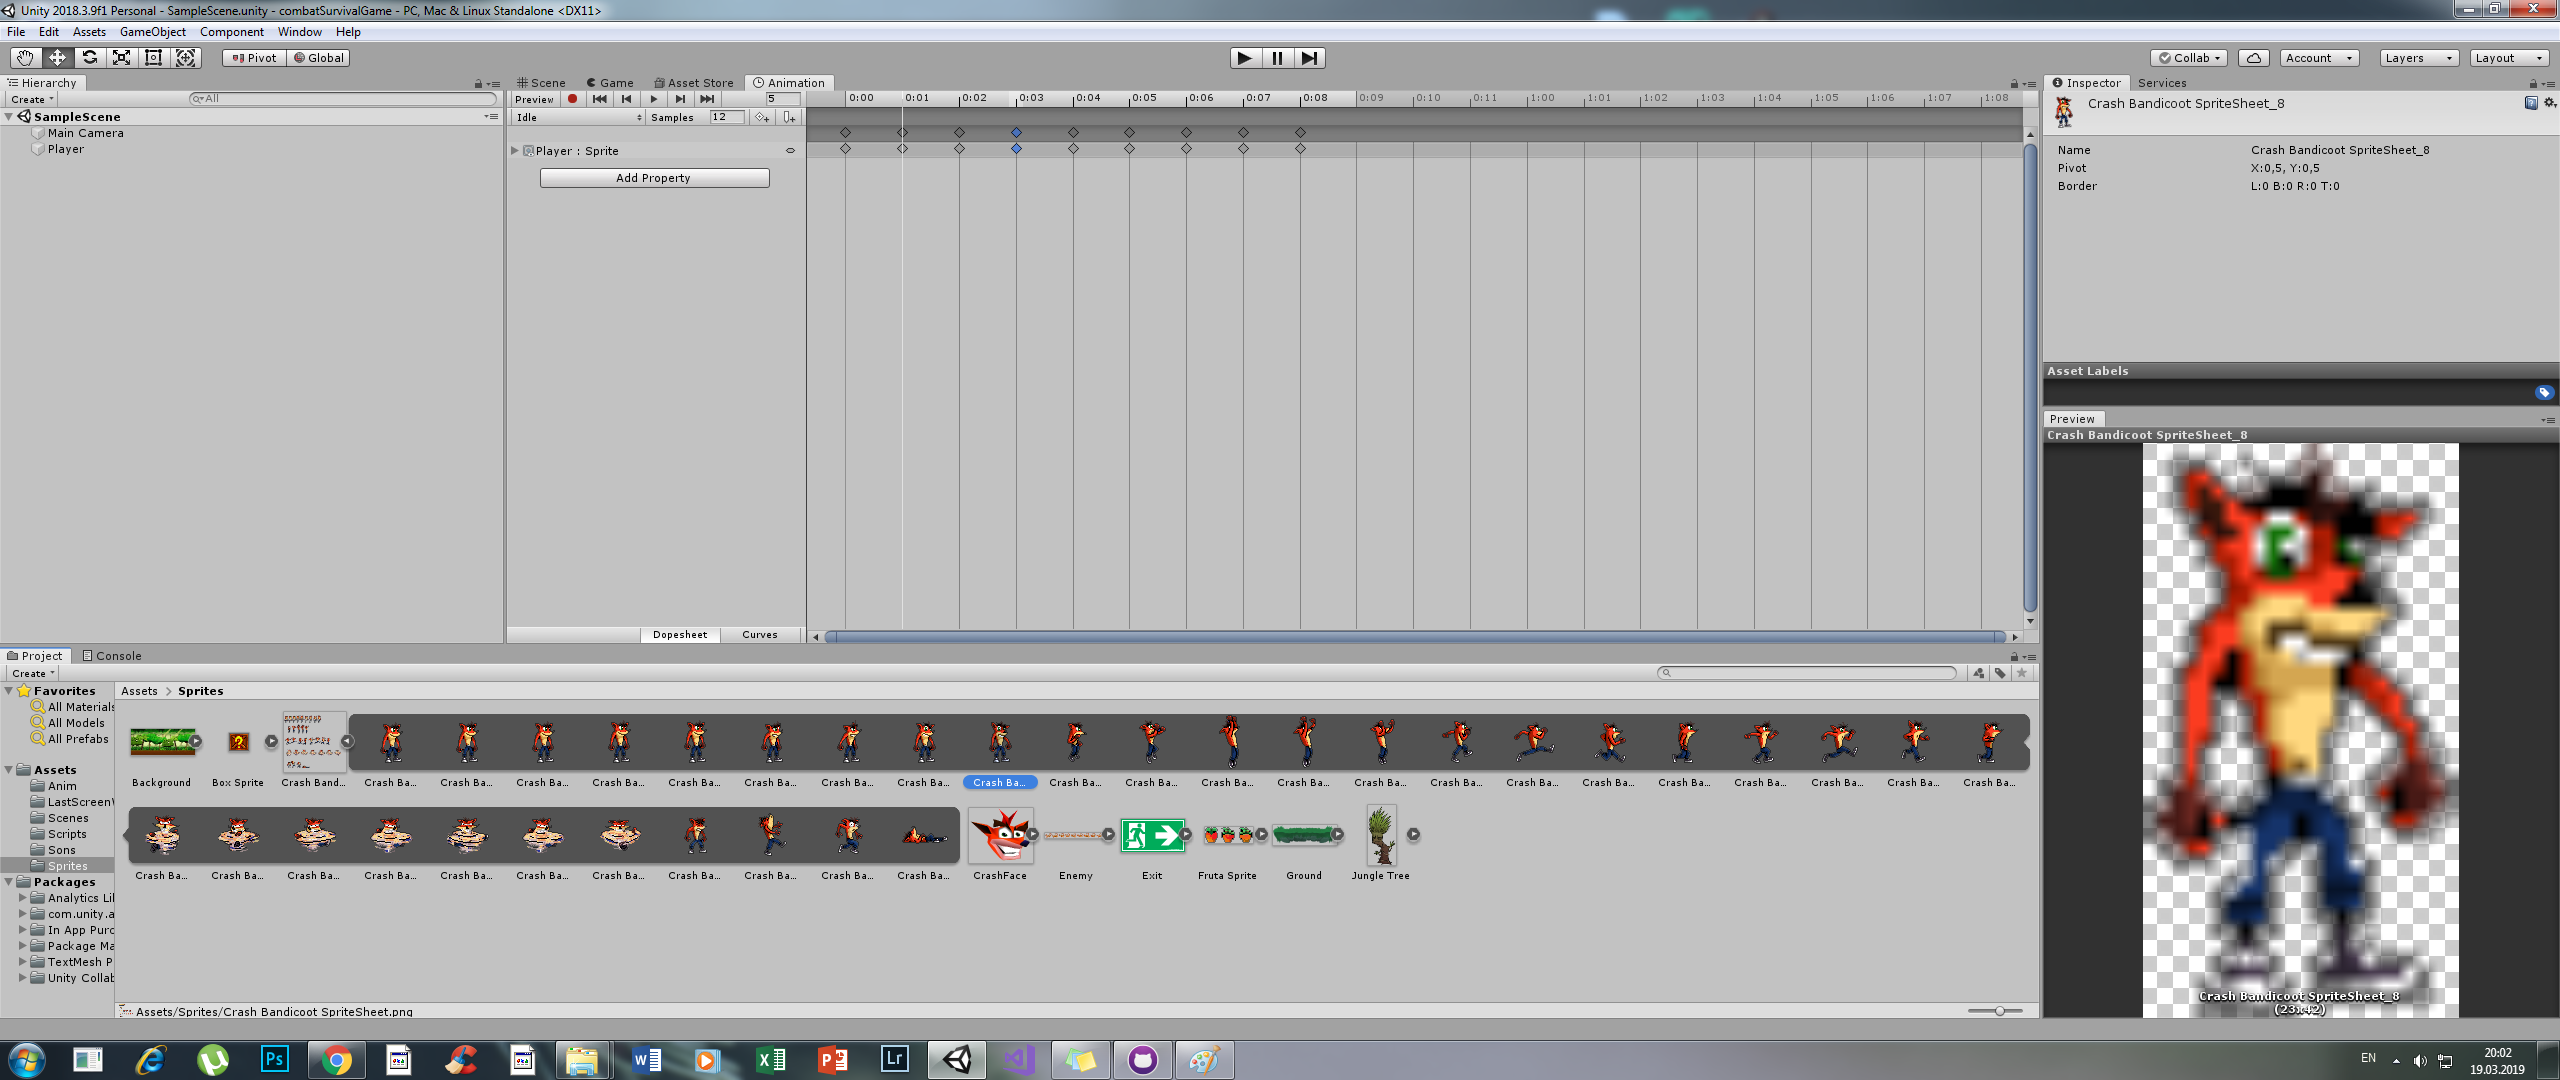 Unity 2018.3.9f1 Personal - SampleScene.unity - combatSurvivalGame - PC, Mac & Linux Standalone <DX11>
File Edit Assets GameObject Component Window Help
Pivot Global
Collab Account Layers Layout
Hierarchy
Create All
SampleScene
Main Camera
Player
Scene Game Asset Store Animation
Preview 5
0:00 0:01 0:02 0:03 0:04 0:05 0:06 0:07 0:08 0:09 0:10 0:11 1:00 1:01 1:02 1:03 1:04 1:05 1:06 1:07 1:08
Idle Samples 12
Player : Sprite
Add Property
Dopesheet Curves
Inspector Services
Crash Bandicoot SpriteSheet_8
Name Crash Bandicoot SpriteSheet_8
Pivot X:0,5, Y:0,5
Border L:0 B:0 R:0 T:0
Asset Labels
Preview
Crash Bandicoot SpriteSheet_8
Crash Bandicoot SpriteSheet_8
(23x42)
Project Console
Create
Favorites
All Materials
All Models
All Prefabs
Assets
Anim
LastScreenV
Scenes
Scripts
Sons
Sprites
Packages
Analytics Lil
com.unity.a
In App Purc
Package Ma
TextMesh P
Unity Collab
Assets > Sprites
Background Box Sprite Crash Band... Crash Ba... Crash Ba... Crash Ba... Crash Ba... Crash Ba... Crash Ba... Crash Ba... Crash Ba... Crash Ba... Crash Ba... Crash Ba... Crash Ba... Crash Ba... Crash Ba... Crash Ba... Crash Ba... Crash Ba... Crash Ba... Crash Ba... Crash Ba... Crash Ba... Crash Ba...
Crash Ba... Crash Ba... Crash Ba... Crash Ba... Crash Ba... Crash Ba... Crash Ba... Crash Ba... Crash Ba... Crash Ba... Crash Ba... CrashFace Enemy Exit Fruta Sprite Ground Jungle Tree
Assets/Sprites/Crash Bandicoot SpriteSheet.png
Ps
Lr
EN
20:02
19.03.2019